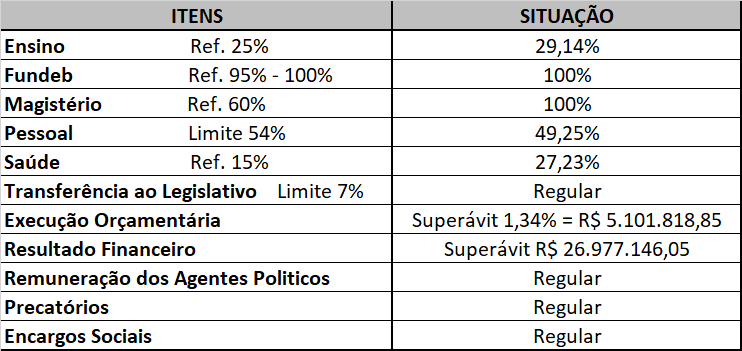 ITENS SITUAÇÃO
Ensino Ref. 25% 29,14%
Fundeb Ref. 95% - 100% 100%
Magistério Ref. 60% 100%
Pessoal Limite 54% 49,25%
Saúde Ref. 15% 27,23%
Transferência ao Legislativo Limite 7% Regular
Execução Orçamentária Superávit 1,34% = R$ 5.101.818,85
Resultado Financeiro Superávit R$ 26.977.146,05
Remuneração dos Agentes Politicos Regular
Precatórios Regular
Encargos Sociais Regular